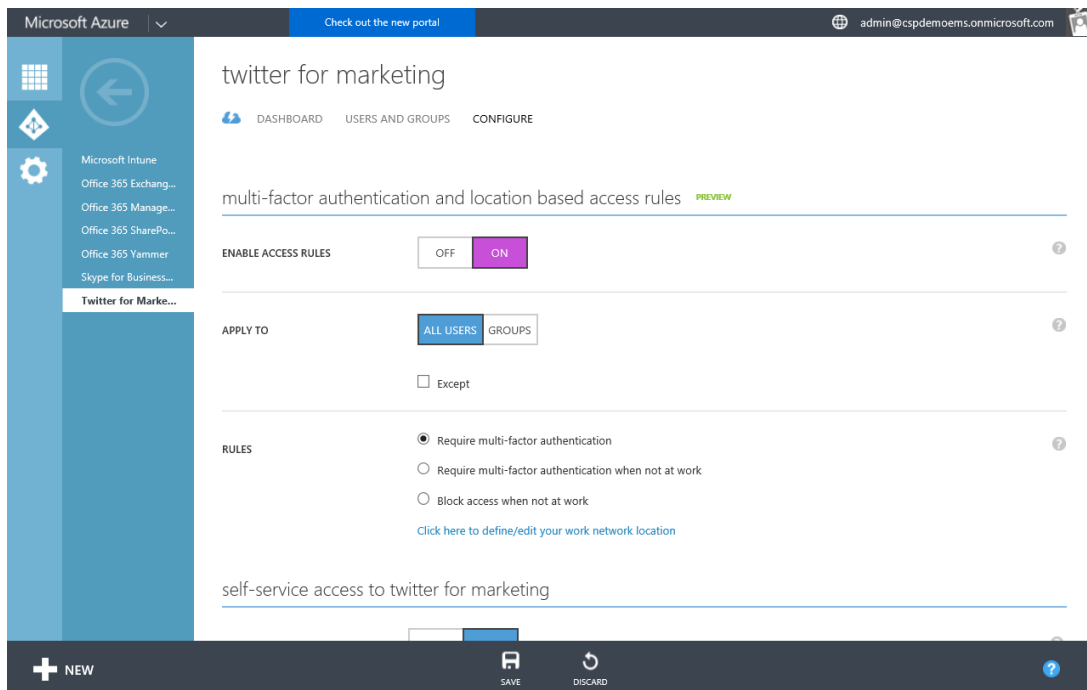 Microsoft Azure
Check out the new portal
admin@cspdemoems.onmicrosoft.com
twitter for marketing
DASHBOARD USERS AND GROUPS CONFIGURE
Microsoft Intune
Office 365 Exchang...
Office 365 Manage...
Office 365 SharePo...
Office 365 Yammer
Skype for Business...
Twitter for Marke...
multi-factor authentication and location based access rules PREVIEW
ENABLE ACCESS RULES OFF ON ?
APPLY TO ALL USERS GROUPS ?
Except
RULES Require multi-factor authentication ?
Require multi-factor authentication when not at work
Block access when not at work
Click here to define/edit your work network location
self-service access to twitter for marketing
NEW SAVE DISCARD ?